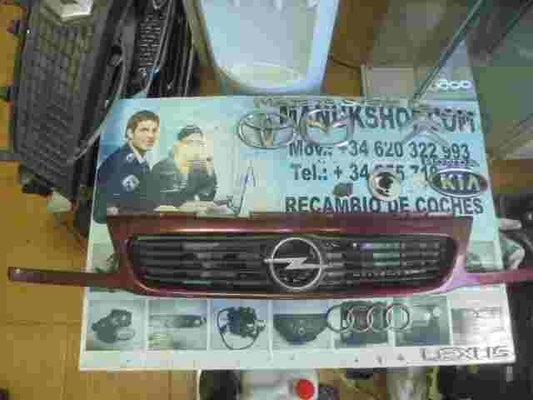 MANUKSHOP.COM
Mov.: +34 620 322 993
Tel.: + 34
KIA
RECAMBIO DE COCHES
LEXUS